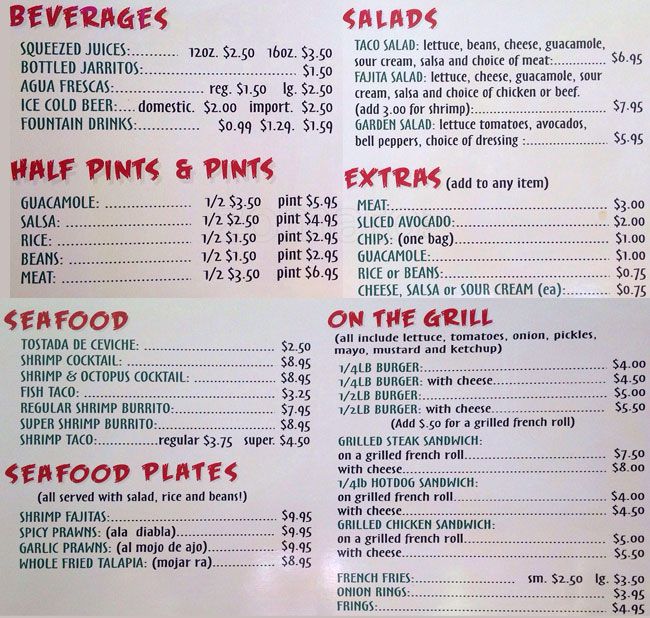 BEVERAGES
SQUEEZED JUICES:...... 12oz. $2.50 16oz. $3.50
BOTTLED JARRITOS:...... $1.50
AGUA FRESCAS:...... reg. $1.50 lg. $2.50
ICE COLD BEER:.... domestic. $2.00 import. $2.50
FOUNTAIN DRINKS:...... $0.99 $1.29. $1.59
HALF PINTS & PINTS
GUACAMOLE: ...... 1/2 $3.50 pint $5.95
SALSA: ...... 1/2 $2.50 pint $4.95
RICE: ...... 1/2 $1.50 pint $2.95
BEANS: ...... 1/2 $1.50 pint $2.95
MEAT: ...... 1/2 $3.50 pint $6.95
SALADS
TACO SALAD: lettuce, beans, cheese, guacamole,
sour cream, salsa and choice of meat:...... $6.95
FAJITA SALAD: lettuce, cheese, guacamole, sour
cream, salsa and choice of chicken or beef.
(add 3.00 for shrimp)...... $7.95
GARDEN SALAD: lettuce tomatoes, avocados,
bell peppers, choice of dressing :...... $5.95
EXTRAS (add to any item)
MEAT:...... $3.00
SLICED AVOCADO:...... $2.00
CHIPS: (one bag)...... $1.00
GUACAMOLE:...... $1.00
RICE or BEANS:...... $0.75
CHEESE, SALSA or SOUR CREAM (ea):...... $0.75
SEAFOOD
TOSTADA DE CEVICHE: ...... $2.50
SHRIMP COCKTAIL: ...... $8.95
SHRIMP & OCTOPUS COCKTAIL: ...... $8.95
FISH TACO: ...... $3.25
REGULAR SHRIMP BURRITO:...... $7.95
SUPER SHRIMP BURRITO:...... $8.95
SHRIMP TACO:......regular $3.75 super. $4.50
SEAFOOD PLATES
(all served with salad, rice and beans!)
SHRIMP FAJITAS:...... $9.95
SPICY PRAWNS: (ala diabla)...... $9.95
GARLIC PRAWNS: (al mojo de ajo)...... $9.95
WHOLE FRIED TALAPIA: (mojar ra)...... $8.95
ON THE GRILL
(all include lettuce, tomatoes, onion, pickles,
mayo, mustard and ketchup)
1/4LB BURGER:...... $4.00
1/4LB BURGER: with cheese...... $4.50
1/2LB BURGER:...... $5.00
1/2LB BURGER: with cheese...... $5.50
(Add $.50 for a grilled french roll)
GRILLED STEAK SANDWICH:
on a grilled french roll...... $7.50
with cheese...... $8.00
1/4lb HOTDOG SANDWICH:
on grilled french roll...... $4.00
with cheese...... $4.50
GRILLED CHICKEN SANDWICH:
on a grilled french roll...... $5.00
with cheese...... $5.50
FRENCH FRIES:...... sm. $2.50 lg. $3.50
ONION RINGS:...... $3.95
FRINGS:...... $4.95